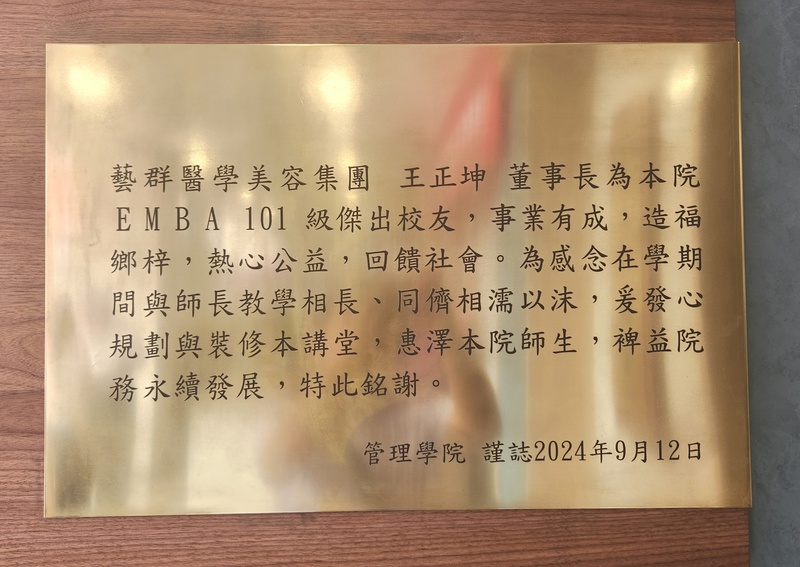 藝群醫學美容集團 王正坤 董事長為本院
EMBA 101 級傑出校友，事業有成，造福
鄉梓，熱心公益，回饋社會。為感念在學期
間與師長教學相長、同儕相濡以沫，爰發心
規劃與裝修本講堂，惠澤本院師生，裨益院
務永續發展，特此銘謝。
管理學院 謹誌2024年9月12日